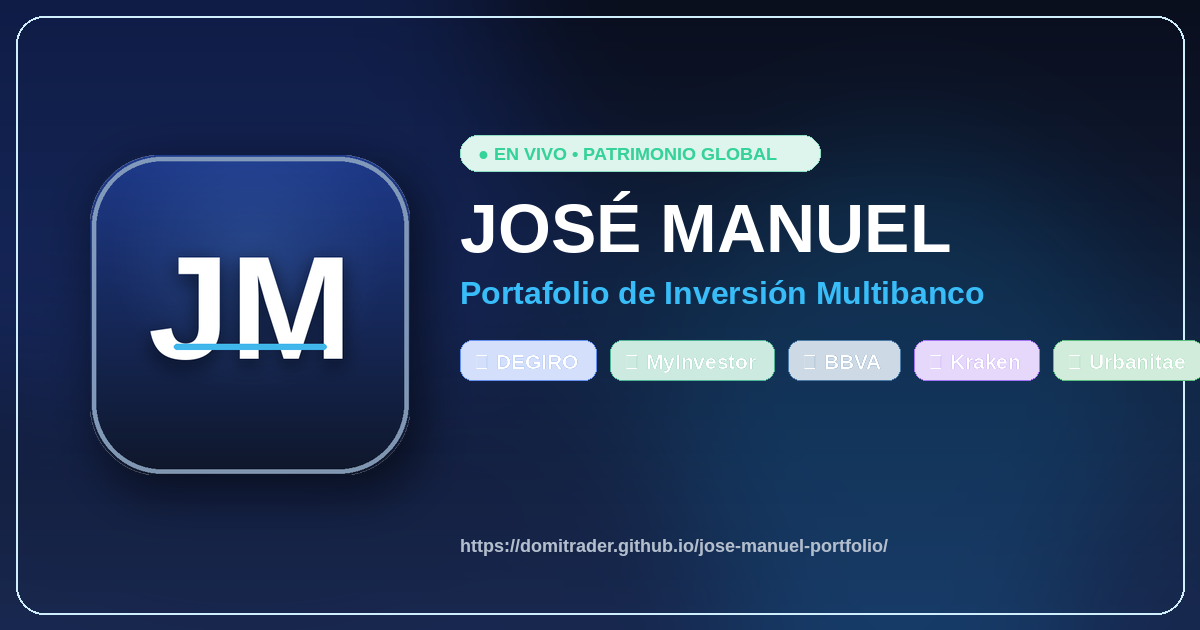 JM
● EN VIVO • PATRIMONIO GLOBAL
JOSÉ MANUEL
Portafolio de Inversión Multibanco
DEGIRO MyInvestor BBVA Kraken Urbanitae
https://domitrader.github.io/jose-manuel-portfolio/